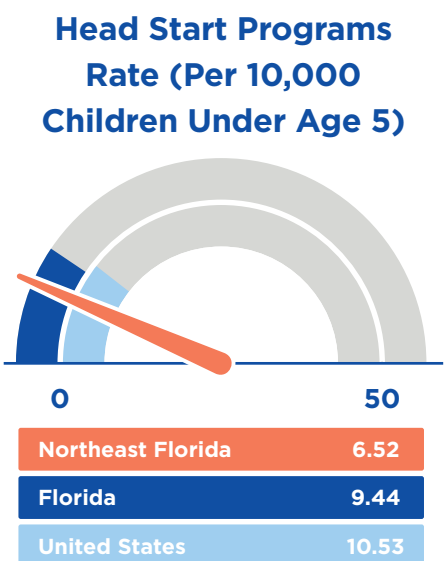 Head Start Programs
Rate (Per 10,000
Children Under Age 5)
0 50
Northeast Florida 6.52
Florida 9.44
United States 10.53